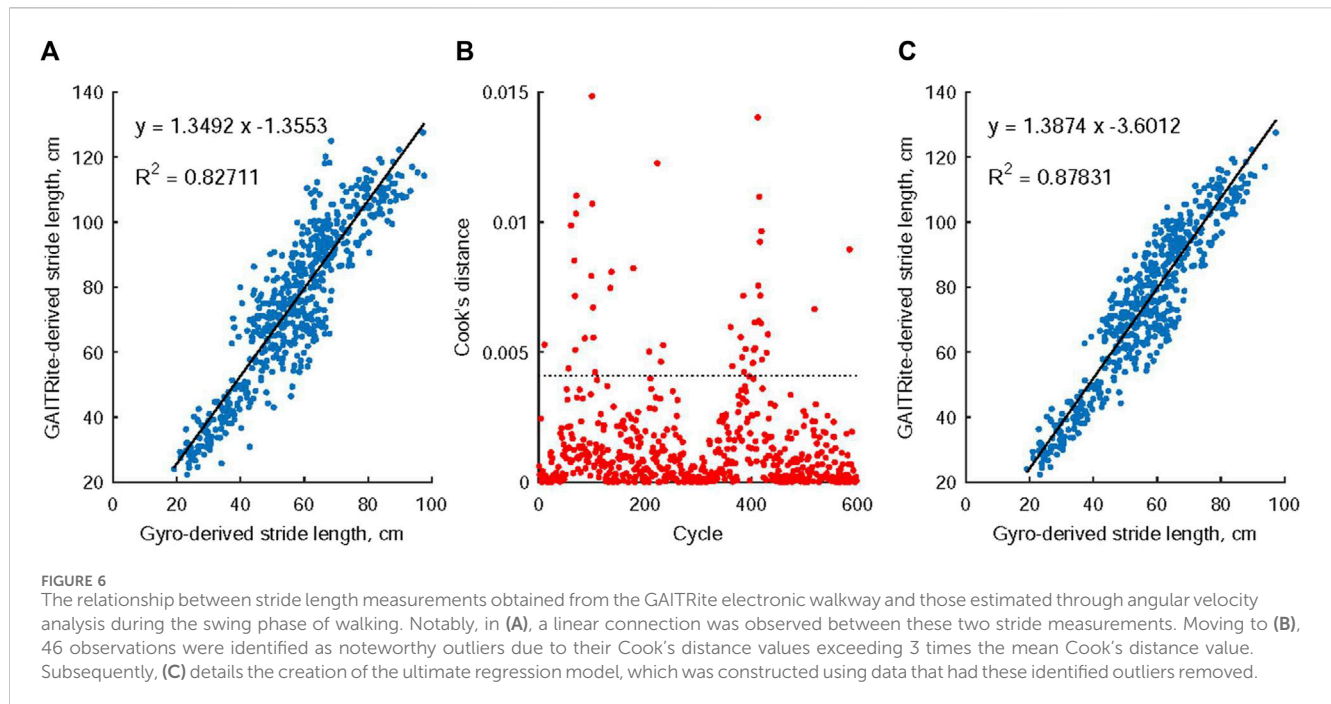 A
140
120
100
80
60
40
20
0 20 40 60 80 100
GAITRite-derived stride length, cm
Gyro-derived stride length, cm
y = 1.3492 x -1.3553
R² = 0.82711
B
0.015
0.01
0.005
0
0 200 400 600
Cook's distance
Cycle
C
140
120
100
80
60
40
20
0 20 40 60 80 100
GAITRite-derived stride length, cm
Gyro-derived stride length, cm
y = 1.3874 x -3.6012
R² = 0.87831
FIGURE 6
The relationship between stride length measurements obtained from the GAITRite electronic walkway and those estimated through angular velocity
analysis during the swing phase of walking. Notably, in (A), a linear connection was observed between these two stride measurements. Moving to (B),
46 observations were identified as noteworthy outliers due to their Cook's distance values exceeding 3 times the mean Cook's distance value.
Subsequently, (C) details the creation of the ultimate regression model, which was constructed using data that had these identified outliers removed.